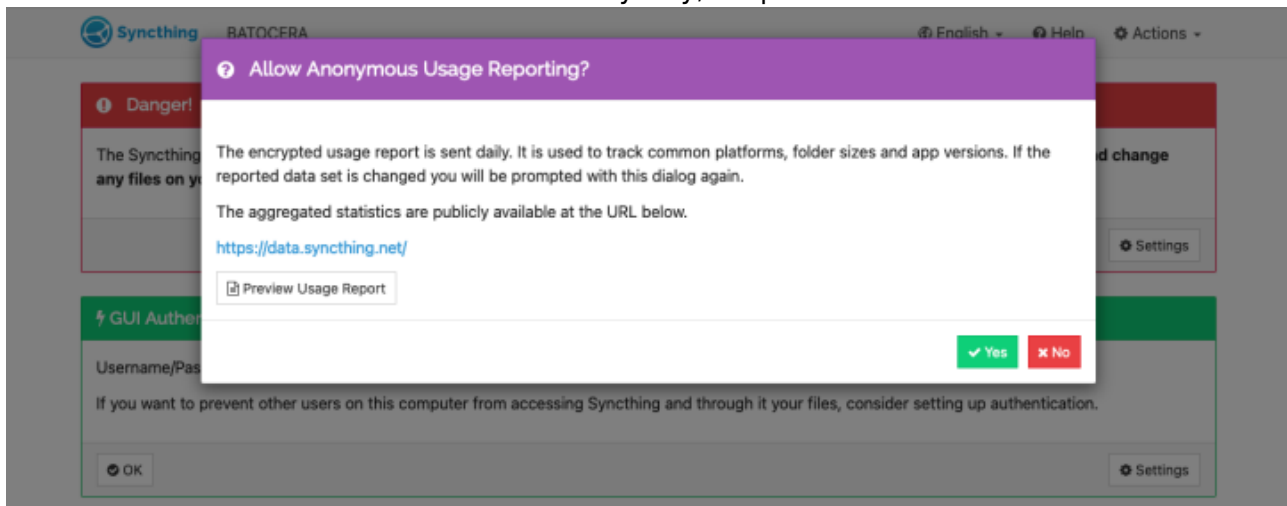 Syncthing BATOCERA English Help Actions
Allow Anonymous Usage Reporting?
Danger!
The encrypted usage report is sent daily. It is used to track common platforms, folder sizes and app versions. If the
reported data set is changed you will be prompted with this dialog again.
The Syncthing
d change
any files on y
The aggregated statistics are publicly available at the URL below.
https://data.syncthing.net/
Settings
Preview Usage Report
GUI Authen
Yes No
Username/Pas
If you want to prevent other users on this computer from accessing Syncthing and through it your files, consider setting up authentication.
OK Settings